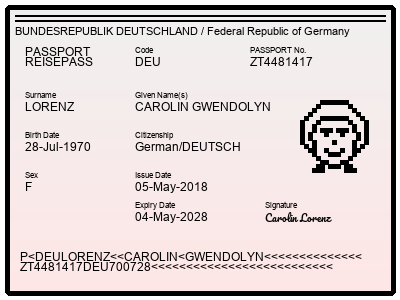 BUNDESREPUBLIK DEUTSCHLAND / Federal Republic of Germany
PASSPORT
REISEPASS
Code
DEU
PASSPORT No.
ZT4481417
Surname
LORENZ
Given Name(s)
CAROLIN GWENDOLYN
Birth Date
28-Jul-1970
Citizenship
German/DEUTSCH
Sex
F
Issue Date
05-May-2018
Expiry Date
04-May-2028
Signature
Carolin Lorenz
P<DEULORENZ<<CAROLIN<GWENDOLYN<<<<<<<<<<<<<<
ZT4481417DEU700728<<<<<<<<<<<<<<<<<<<<<<<<<<